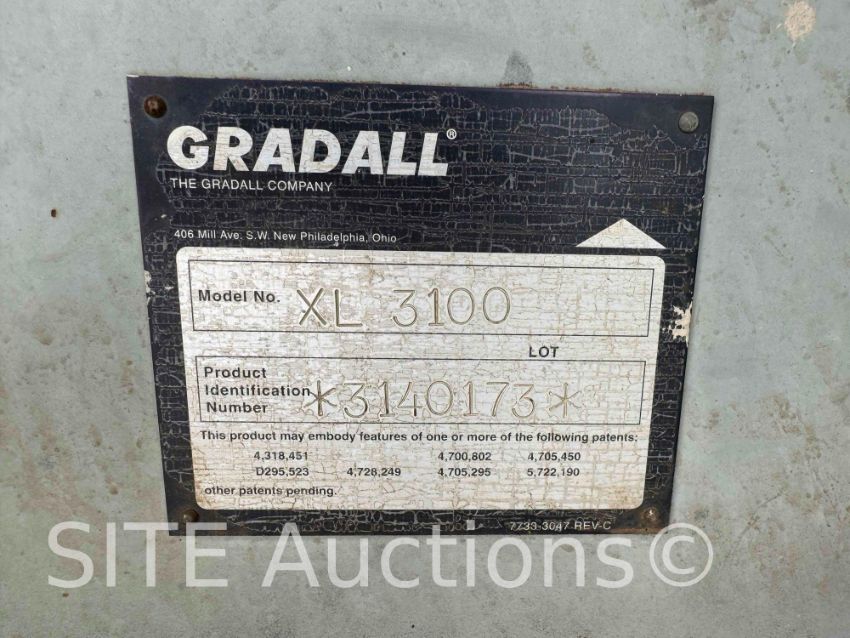 GRADALL®
THE GRADALL COMPANY
406 Mill Ave. S.W. New Philadelphia, Ohio
Model No. XL 3100
LOT
Product
Identification
Number *3140173*
This product may embody features of one or more of the following patents:
4,318,451 4,700,802 4,705,450
D295,523 4,728,249 4,705,295 5,722,190
other patents pending.
7733-3047 REV-C
SITE Auctions©